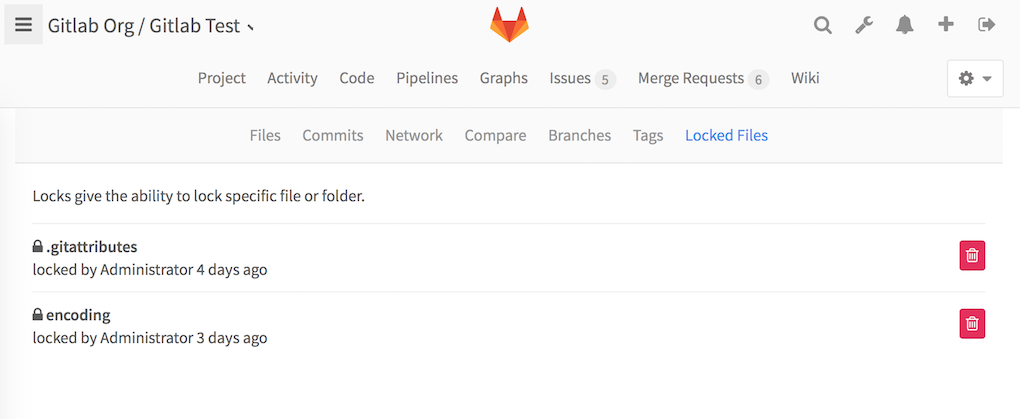 Gitlab Org / Gitlab Test
Project Activity Code Pipelines Graphs Issues 5 Merge Requests 6 Wiki
Files Commits Network Compare Branches Tags Locked Files
Locks give the ability to lock specific file or folder.
.gitattributes
locked by Administrator 4 days ago
encoding
locked by Administrator 3 days ago